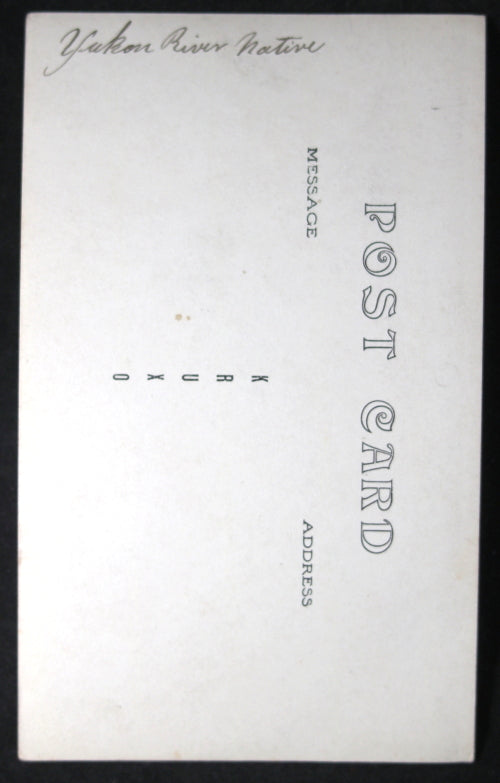 Yukon River Native
POST CARD
MESSAGE
ADDRESS
KRUXO